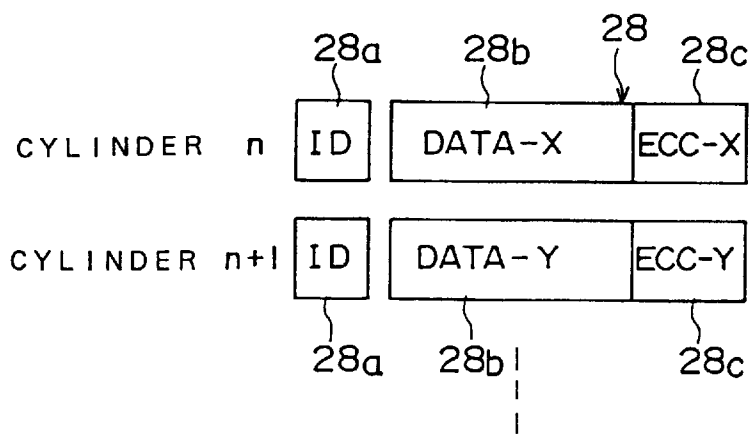 28a 28b 28 28c
CYLINDER n ID DATA-X ECC-X
CYLINDER n+1 ID DATA-Y ECC-Y
28a 28b 28c